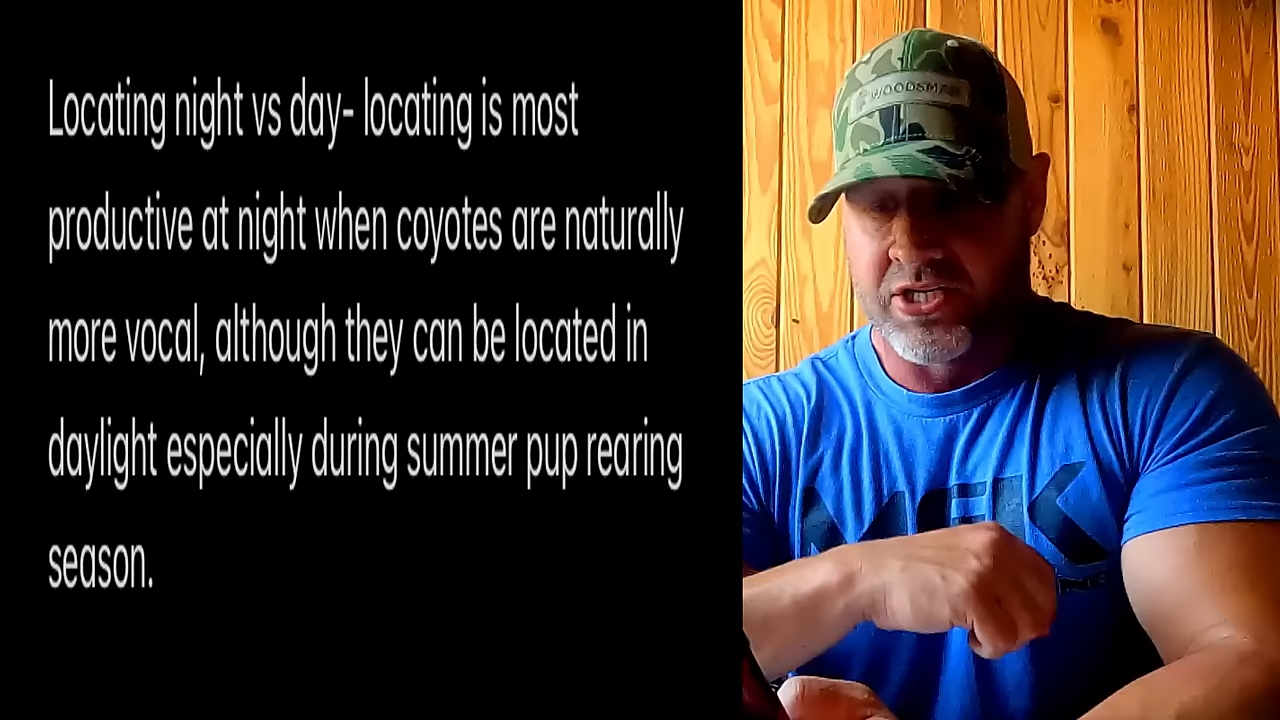 Locating night vs day- locating is most
productive at night when coyotes are naturally
more vocal, although they can be located in
daylight especially during summer pup rearing
season.
WOODSMAN
MFK